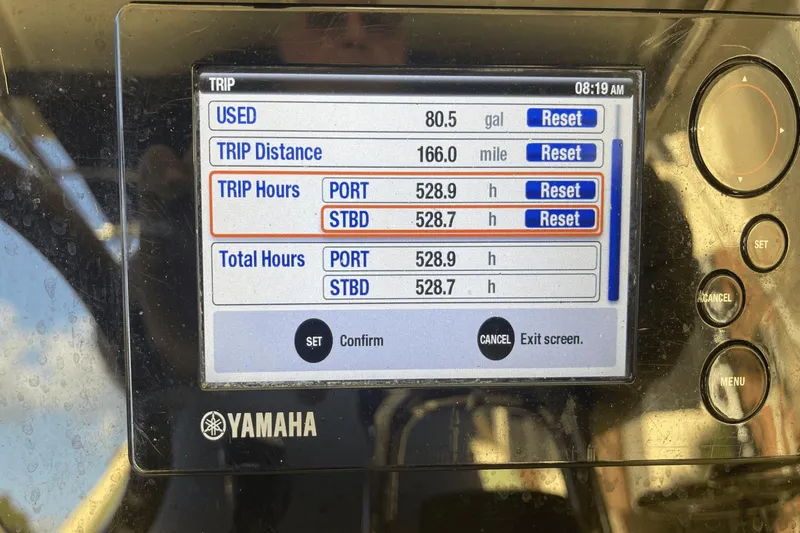 TRIP 08:19 AM
USED 80.5 gal Reset
TRIP Distance 166.0 mile Reset
TRIP Hours PORT 528.9 h Reset
STBD 528.7 h Reset
Total Hours PORT 528.9 h
STBD 528.7 h
SET Confirm CANCEL Exit screen.
YAMAHA
SET
CANCEL
MENU